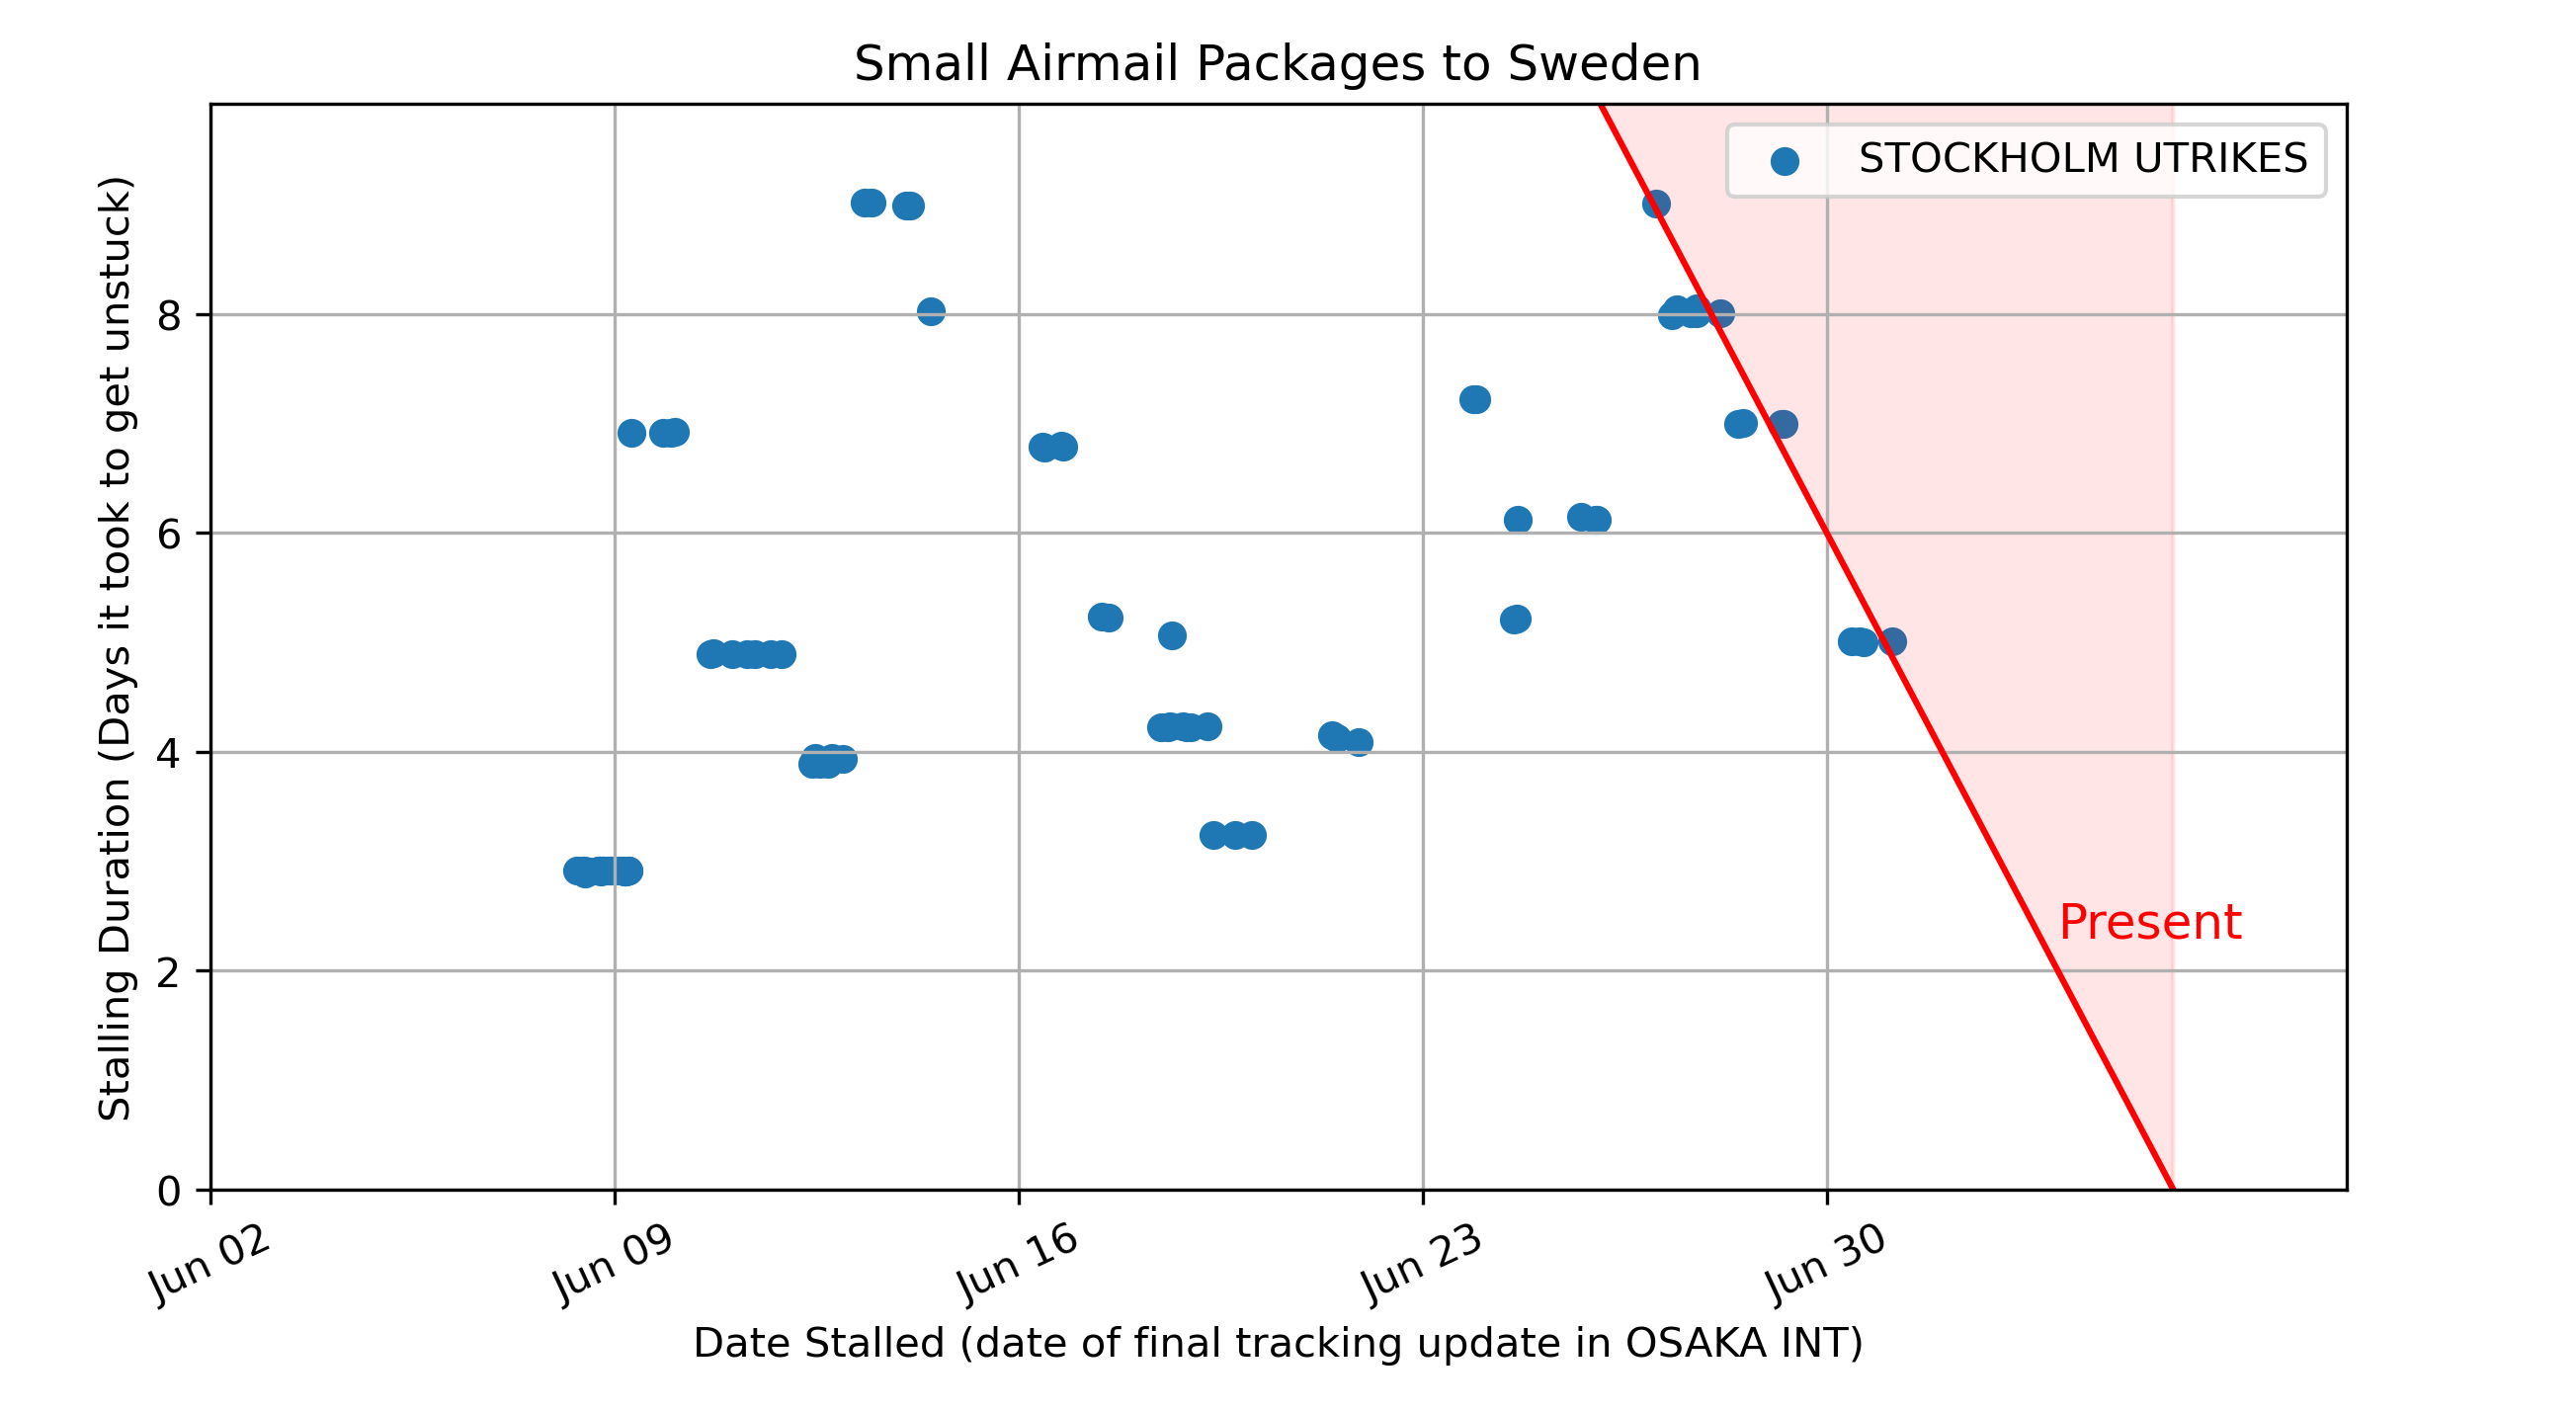 Small Airmail Packages to Sweden
STOCKHOLM UTRIKES
Stalling Duration (Days it took to get unstuck)
8
6
4
2
0
Present
Jun 02
Jun 09
Jun 16
Jun 23
Jun 30
Date Stalled (date of final tracking update in OSAKA INT)